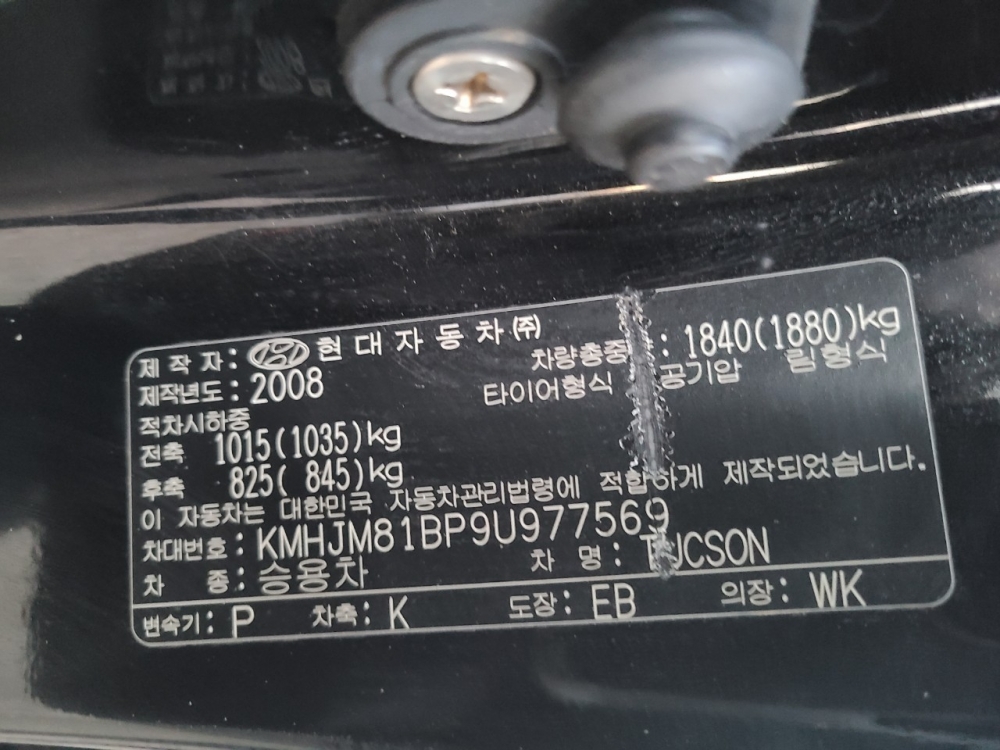 제 작 자 : 현 대 자 동 차 ㈜
제작년도 : 2008 차량총중 : 1840(1880)kg
타이어형식 공기압 림형식
적차시하중
전축 1015(1035)kg
후축 825( 845)kg
이 자동차는 대한민국 자동차관리법령에 적합하게 제작되었습니다.
차대번호 : KMHJM81BP9U977569
차 종 : 승용차 차 명 : TUCSON
변속기 : P 차축 : K 도장 : EB 의장 : WK